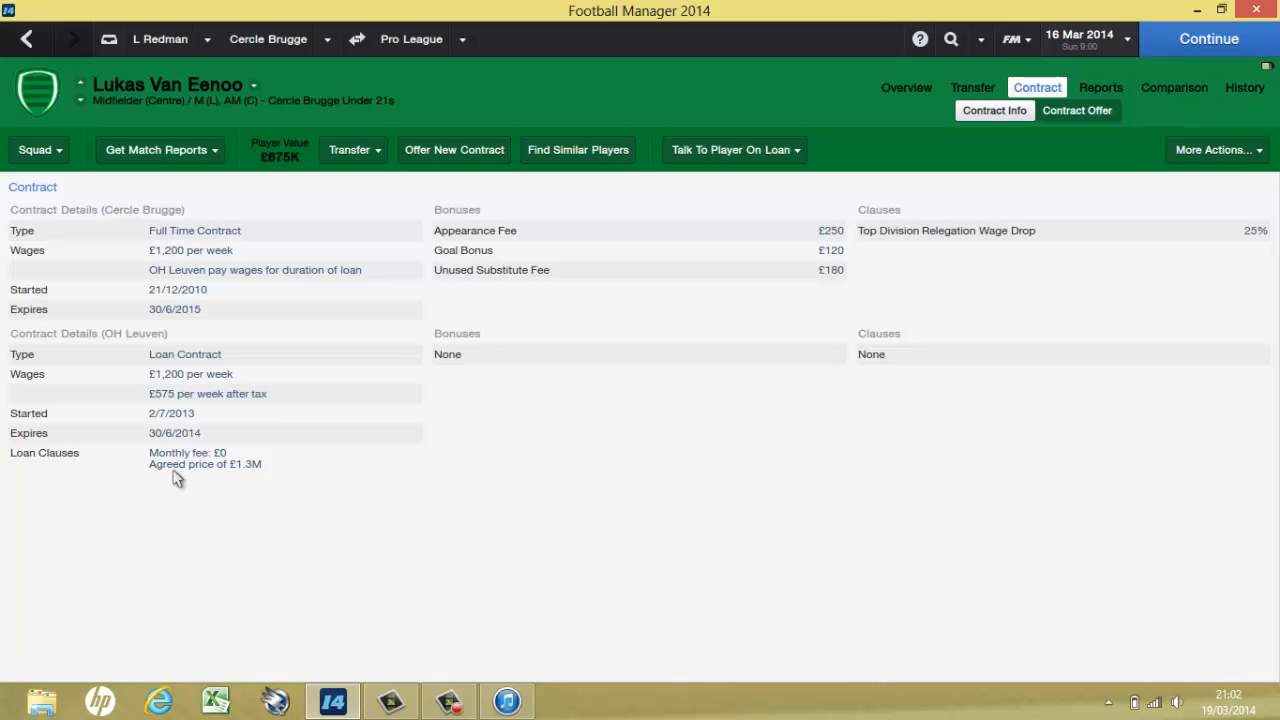 Football Manager 2014
L Redman
Cercle Brugge
Pro League
FM
16 Mar 2014
Sun 9:00
Continue
Lukas Van Eenoo
Midfielder (Centre) / M (L), AM (C) - Cercle Brugge Under 21s
Overview
Transfer
Contract
Reports
Comparison
History
Contract Info
Contract Offer
Squad
Get Match Reports
Player Value
£675K
Transfer
Offer New Contract
Find Similar Players
Talk To Player On Loan
More Actions...
Contract
Contract Details (Cercle Brugge)
Bonuses
Clauses
Type Full Time Contract
Appearance Fee £250
Top Division Relegation Wage Drop 25%
Wages £1,200 per week
Goal Bonus £120
OH Leuven pay wages for duration of loan
Unused Substitute Fee £180
Started 21/12/2010
Expires 30/6/2015
Contract Details (OH Leuven)
Bonuses
Clauses
Type Loan Contract
None
None
Wages £1,200 per week
£575 per week after tax
Started 2/7/2013
Expires 30/6/2014
Loan Clauses Monthly fee: £0
Agreed price of £1.3M
hp
14
21:02
19/03/2014